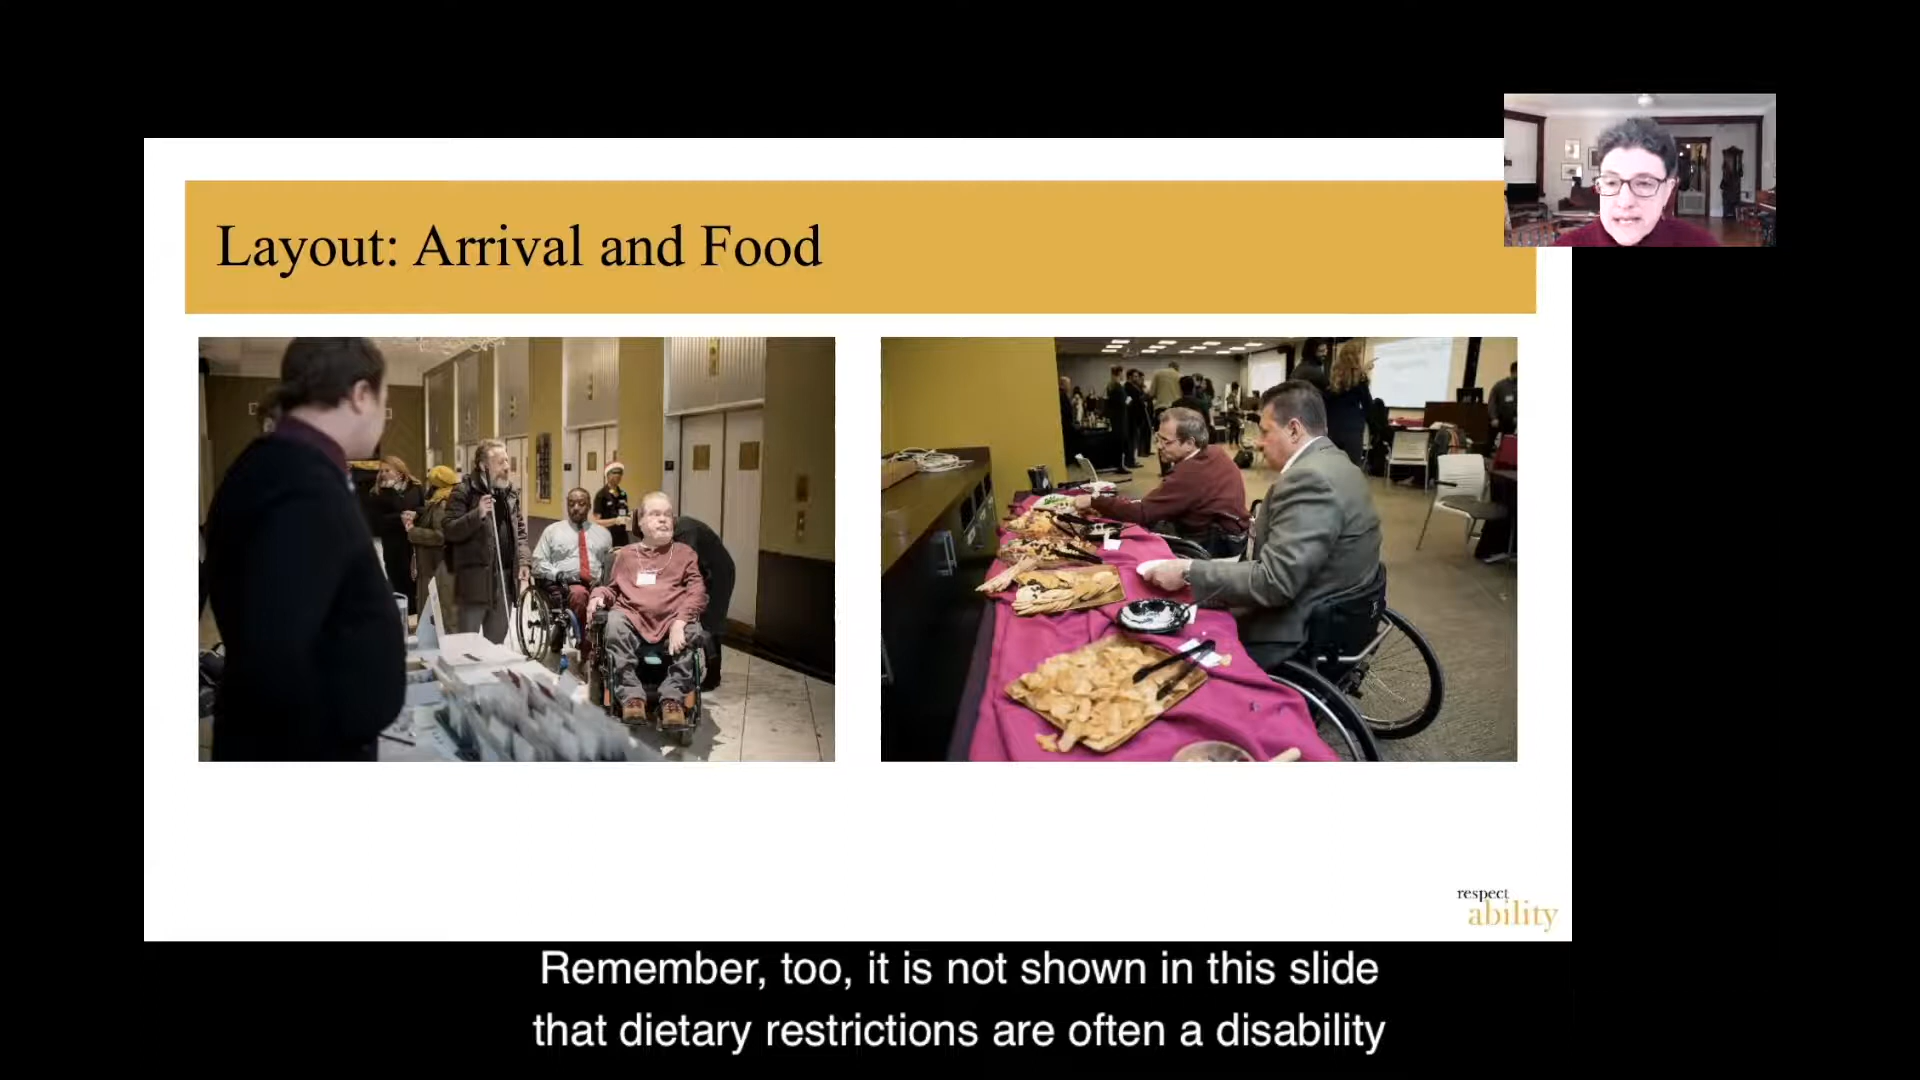 Layout: Arrival and Food
respect
ability
Remember, too, it is not shown in this slide
that dietary restrictions are often a disability